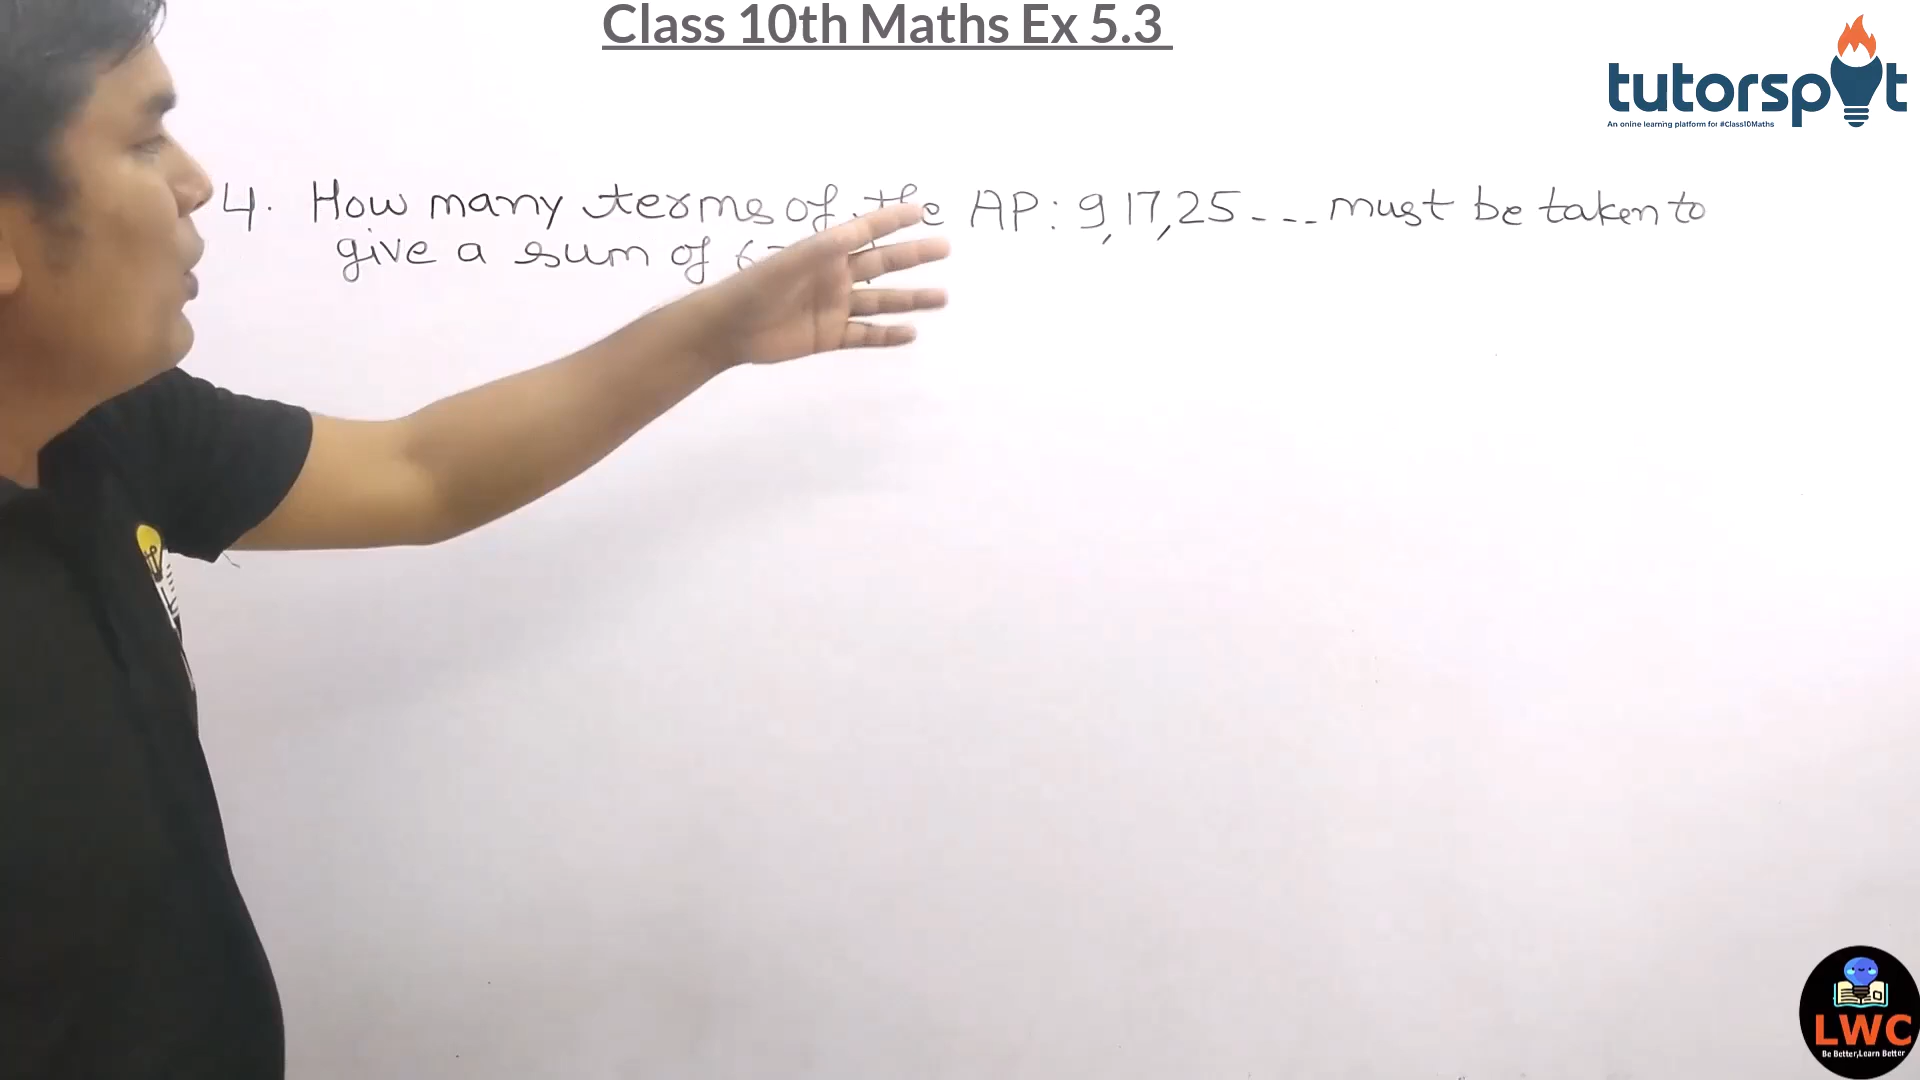 Class 10th Maths Ex 5.3
tutorspot
An online learning platform for #Class10Maths
4. How many terms of the AP: 9, 17, 25 --- must be taken to
give a sum of
LWC
Be Better,Learn Better